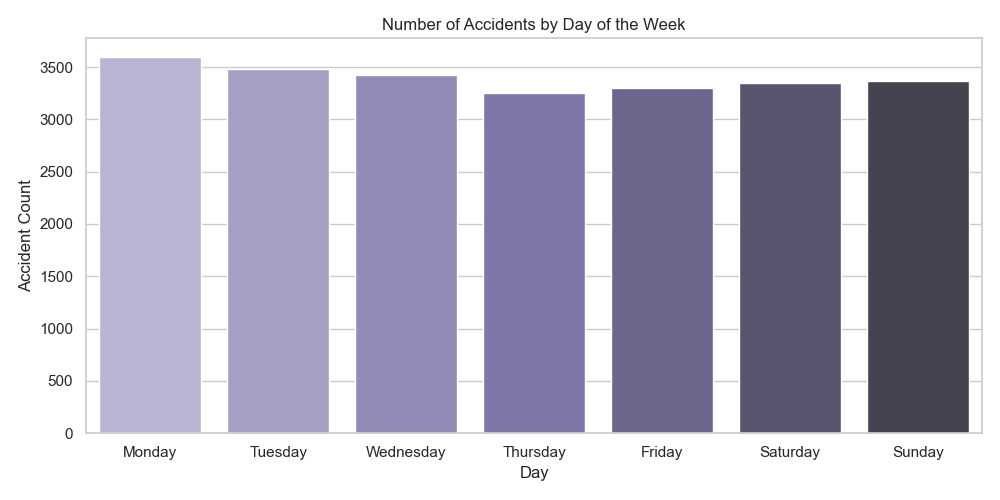 Number of Accidents by Day of the Week
3500
3000
2500
2000
1500
1000
500
0
Accident Count
Monday Tuesday Wednesday Thursday Friday Saturday Sunday
Day